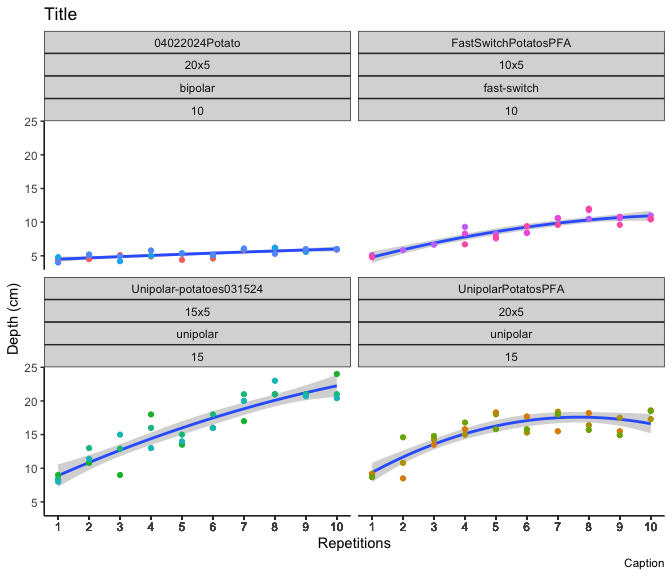 Title
04022024Potato
20x5
bipolar
10
FastSwitchPotatosPFA
10x5
fast-switch
10
25
20
15
10
5
Unipolar-potatoes031524
15x5
unipolar
15
UnipolarPotatosPFA
20x5
unipolar
15
25
20
15
10
5
Depth (cm)
1 2 3 4 5 6 7 8 9 10
1 2 3 4 5 6 7 8 9 10
Repetitions
Caption